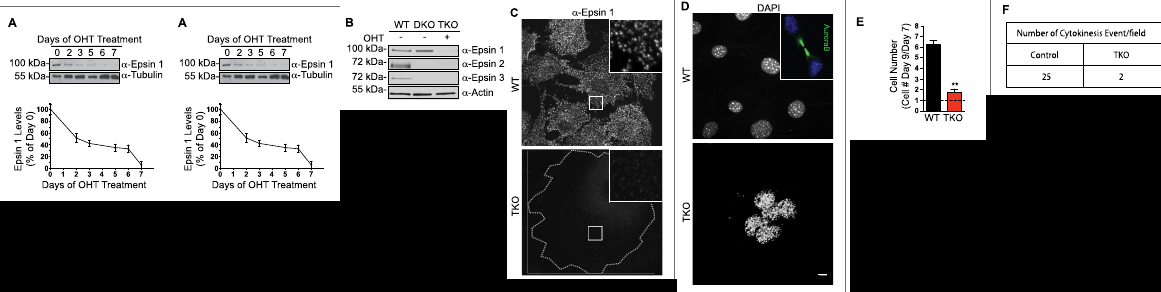 A
Days of OHT Treatment
0 2 3 5 6 7
100 kDa-
α-Epsin 1
55 kDa-
α-Tubulin
Epsin 1 Levels
(% of Day 0)
100
80
60
40
20
0
0 1 2 3 4 5 6 7
Days of OHT Treatment
A
Days of OHT Treatment
0 2 3 5 6 7
100 kDa-
α-Epsin 1
55 kDa-
α-Tubulin
Epsin 1 Levels
(% of Day 0)
100
80
60
40
20
0
0 1 2 3 4 5 6 7
Days of OHT Treatment
B
WT DKO TKO
OHT - - +
100 kDa-
α-Epsin 1
72 kDa-
α-Epsin 2
72 kDa-
α-Epsin 3
55 kDa-
α-Actin
C
α-Epsin 1
WT
TKO
D
DAPI
AuroraB
WT
TKO
E
Cell Number
(Cell # Day 9/Day 7)
8
7
6
5
4
3
2
1
0
**
WT TKO
F
Number of Cytokinesis Event/field
Control TKO
25 2